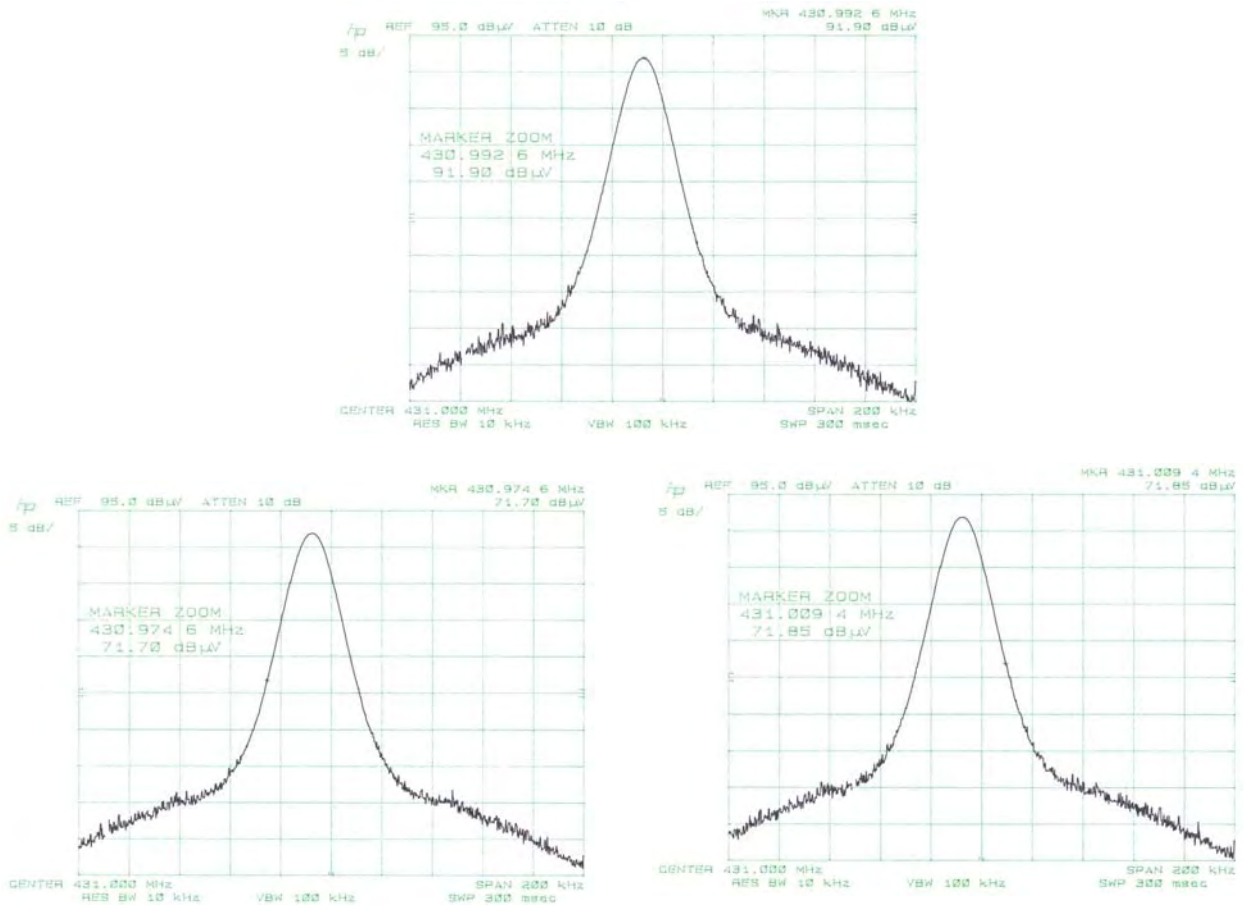 hp REF 95.0 dBµV ATTEN 10 dB MKR 430.992 6 MHz
91.90 dBµV
5 dB/
MARKER ZOOM
430.992 6 MHz
91.90 dBµV
CENTER 431.000 MHz SPAN 200 kHz
RES BW 10 kHz VBW 100 kHz SWP 300 msec
hp REF 95.0 dBµV ATTEN 10 dB MKR 430.974 6 MHz
71.70 dBµV
5 dB/
MARKER ZOOM
430.974 6 MHz
71.70 dBµV
CENTER 431.000 MHz SPAN 200 kHz
RES BW 10 kHz VBW 100 kHz SWP 300 msec
hp REF 95.0 dBµV ATTEN 10 dB MKR 431.009 4 MHz
71.85 dBµV
5 dB/
MARKER ZOOM
431.009 4 MHz
71.85 dBµV
CENTER 431.000 MHz SPAN 200 kHz
RES BW 10 kHz VBW 100 kHz SWP 300 msec